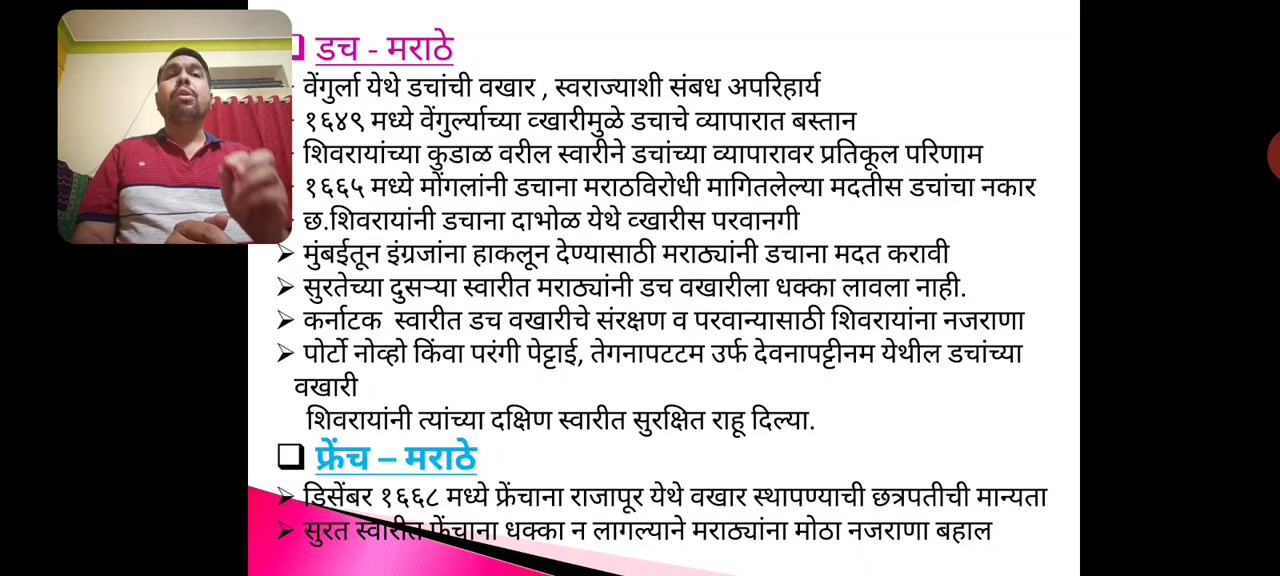 डच - मराठे
वेंगुर्ला येथे डचांची वखार , स्वराज्याशी संबध अपरिहार्य
१६४९ मध्ये वेंगुर्ल्याच्या व्खारीमुळे डचाचे व्यापारात बस्तान
शिवरायांच्या कुडाळ वरील स्वारीने डचांच्या व्यापारावर प्रतिकूल परिणाम
१६६५ मध्ये मोंगलांनी डचाना मराठविरोधी मागितलेल्या मदतीस डचांचा नकार
छ.शिवरायांनी डचाना दाभोळ येथे व्खारीस परवानगी
➢ मुंबईतून इंग्रजांना हाकलून देण्यासाठी मराठ्यांनी डचाना मदत करावी
➢ सुरतेच्या दुसऱ्या स्वारीत मराठ्यांनी डच वखारीला धक्का लावला नाही.
➢ कर्नाटक स्वारीत डच वखारीचे संरक्षण व परवान्यासाठी शिवरायांना नजराणा
➢ पोर्टो नोव्हो किंवा परंगी पेट्टाई, तेगनापटटम उर्फ देवनापट्टीनम येथील डचांच्या
वखारी
शिवरायांनी त्यांच्या दक्षिण स्वारीत सुरक्षित राहू दिल्या.
❑ फ्रेंच – मराठे
➢ डिसेंबर १६६८ मध्ये फ्रेंचाना राजापूर येथे वखार स्थापण्याची छत्रपतीची मान्यता
➢ सुरत स्वारीत फ्रेंचाना धक्का न लागल्याने मराठ्यांना मोठा नजराणा बहाल